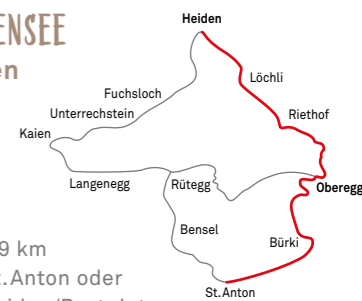 ENSEE
en
Heiden
Löchli
Fuchsloch
Riethof
Unterrechstein
Kaien
Langenegg
Rütegg
Oberegg
Bensel
Bürki
St.Anton
9 km
t.Anton oder